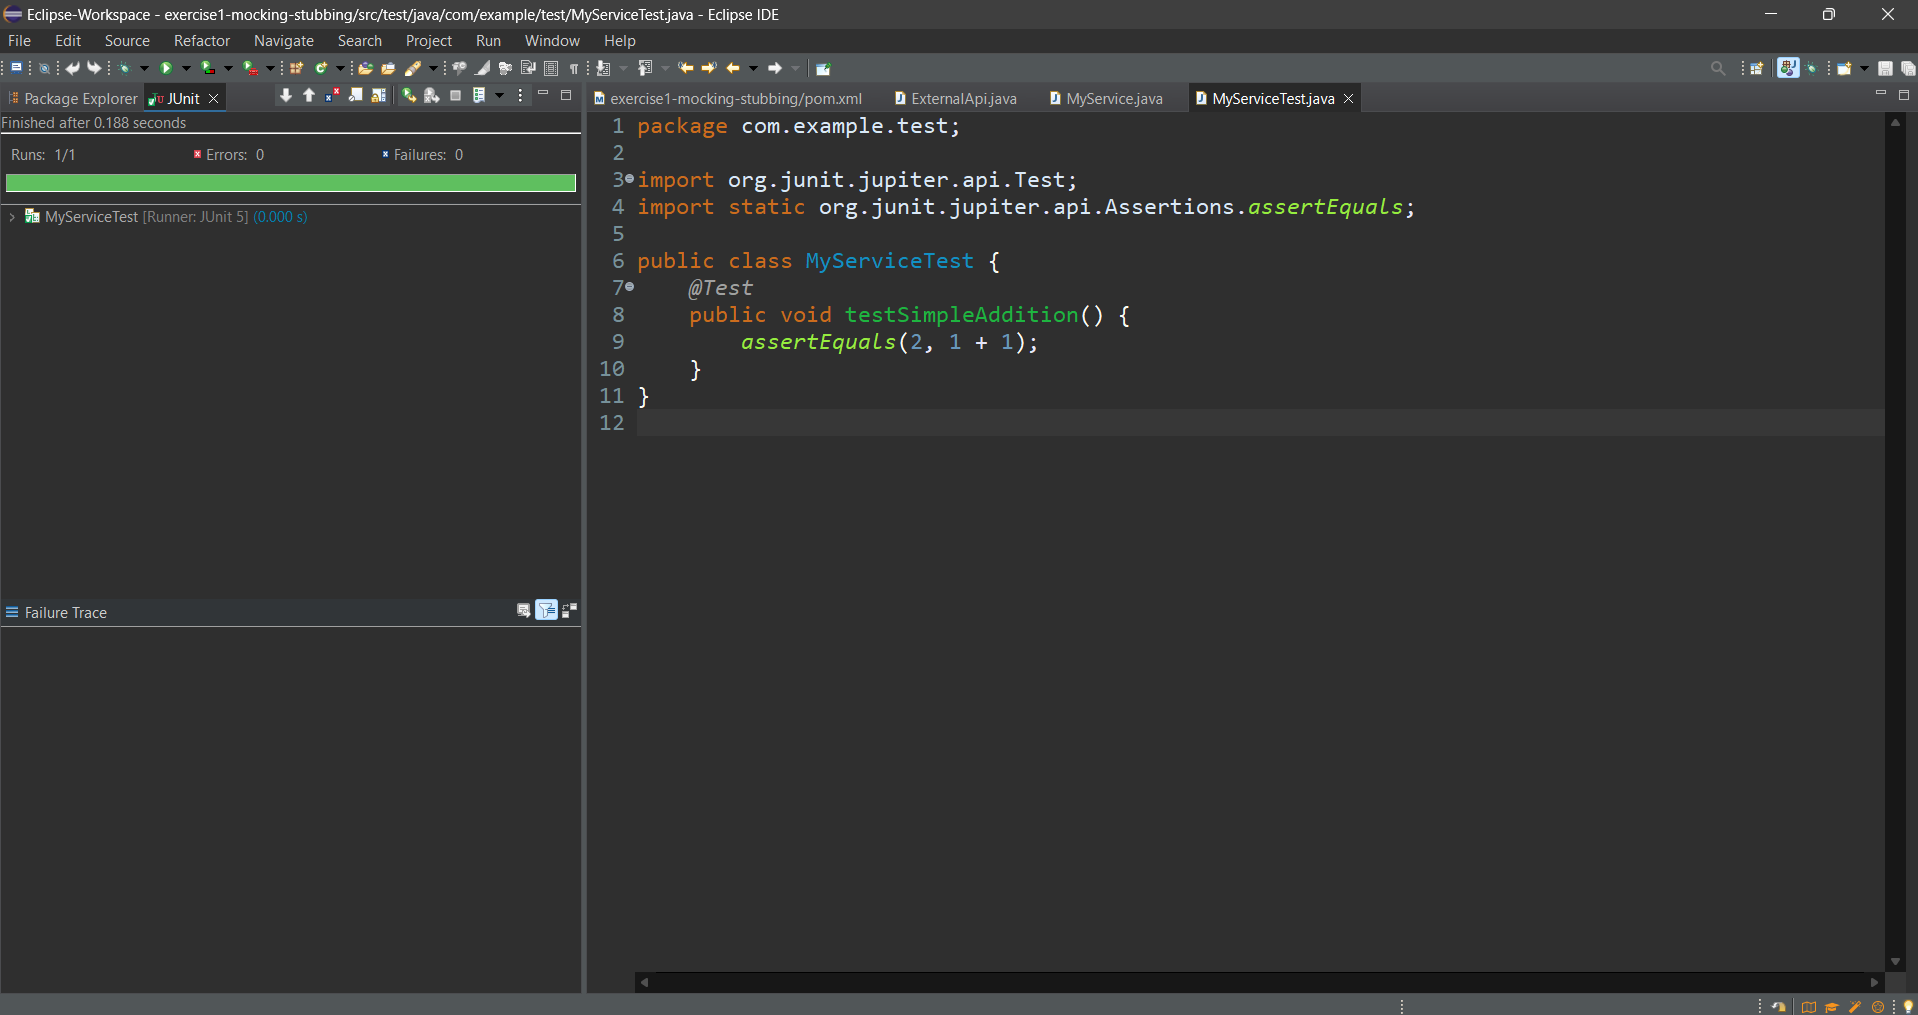 Eclipse-Workspace - exercise1-mocking-stubbing/src/test/java/com/example/test/MyServiceTest.java - Eclipse IDE
File Edit Source Refactor Navigate Search Project Run Window Help
Package Explorer JUnit
Finished after 0.188 seconds
Runs: 1/1 Errors: 0 Failures: 0
MyServiceTest [Runner: JUnit 5] (0.000 s)
Failure Trace
exercise1-mocking-stubbing/pom.xml ExternalApi.java MyService.java MyServiceTest.java
1 package com.example.test;
2
3 import org.junit.jupiter.api.Test;
4 import static org.junit.jupiter.api.Assertions.assertEquals;
5
6 public class MyServiceTest {
7 @Test
8 public void testSimpleAddition() {
9 assertEquals(2, 1 + 1);
10 }
11 }
12